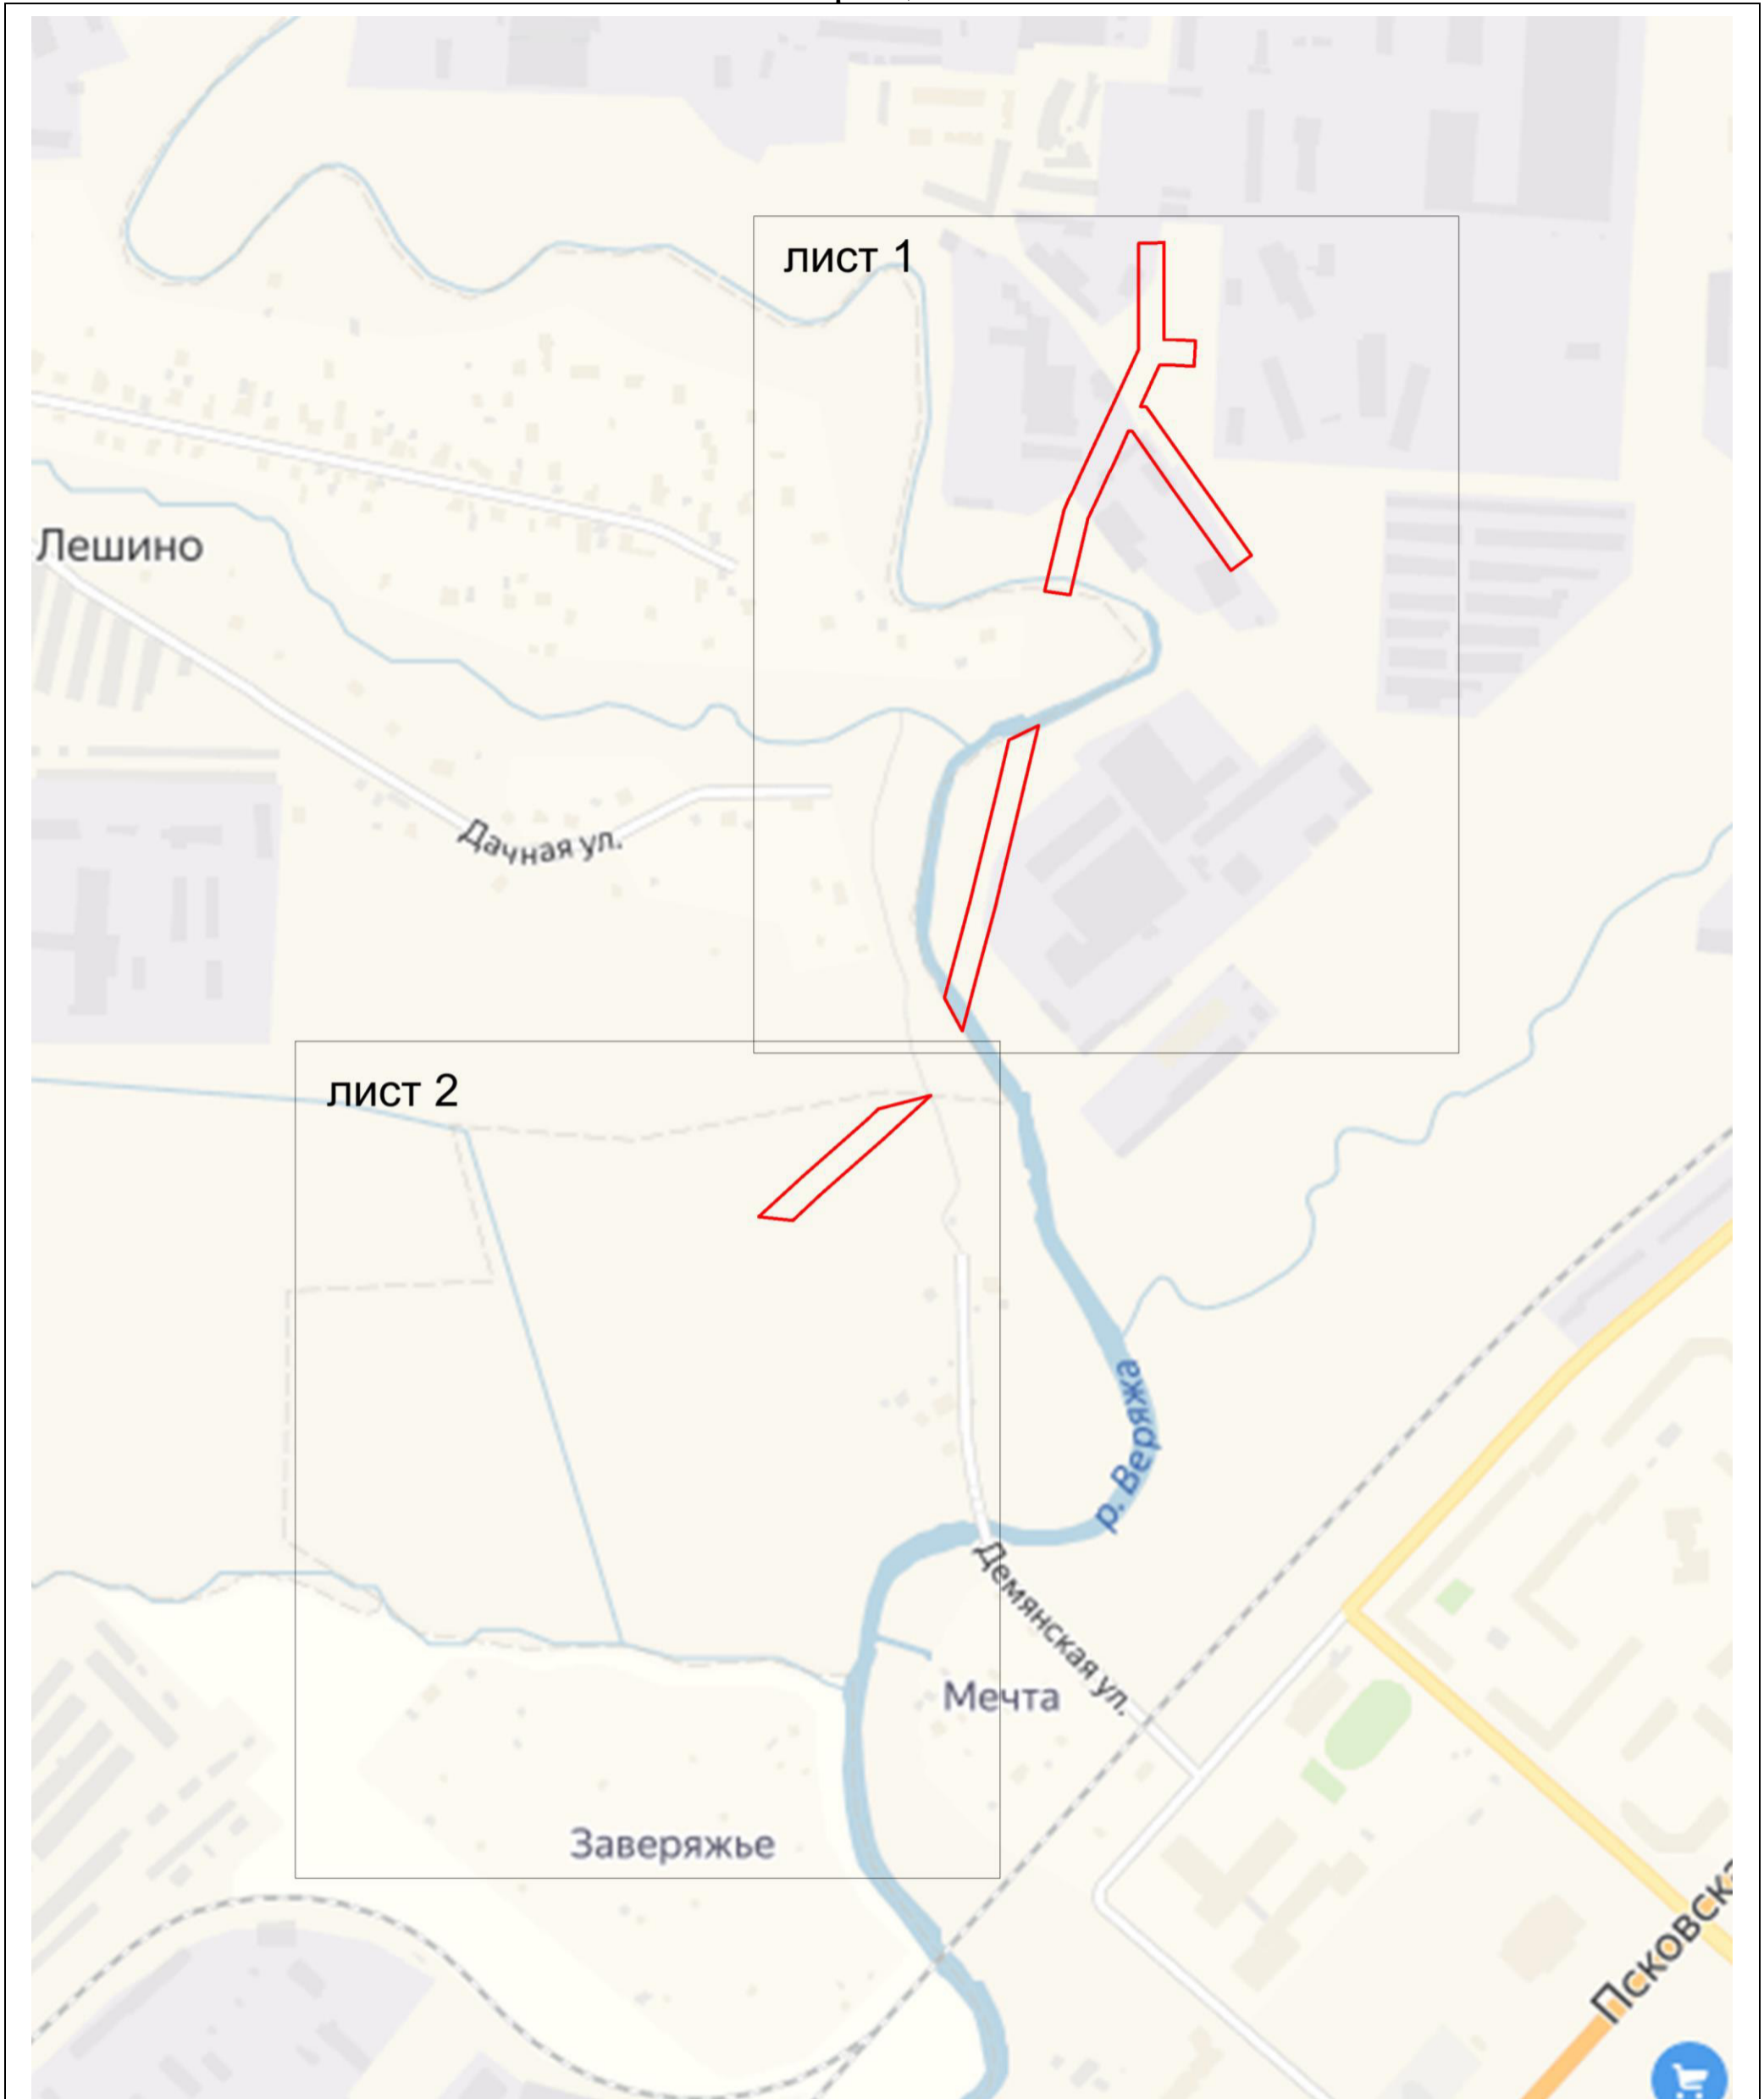 лист 1
Лешино
Дачная ул.
лист 2
р. Веряжа
Демянская ул.
Мечта
Заверяжье
Псковска